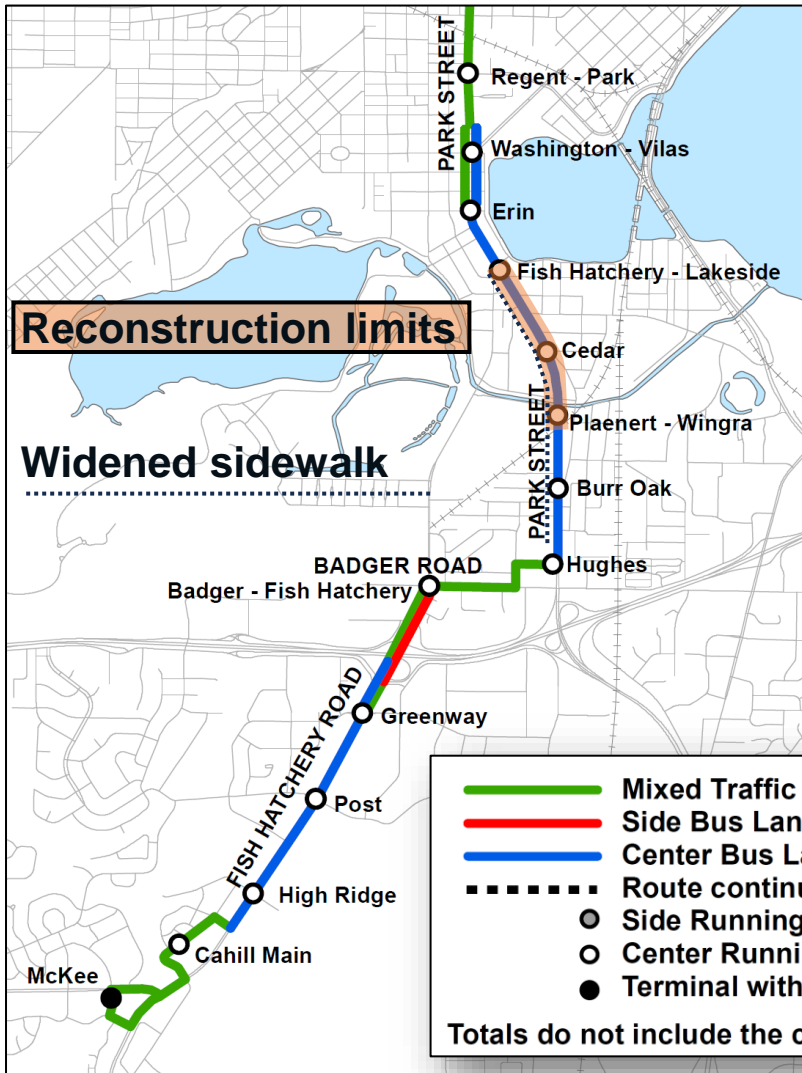 PARK STREET
Regent - Park
Washington - Vilas
Erin
Fish Hatchery - Lakeside
Reconstruction limits
Cedar
Plaenert - Wingra
Widened sidewalk
PARK STREET
Burr Oak
BADGER ROAD
Hughes
Badger - Fish Hatchery
FISH HATCHERY ROAD
Greenway
Post
High Ridge
Cahill Main
McKee
Mixed Traffic
Side Bus Lan
Center Bus La
Route continu
Side Running
Center Runni
Terminal with
Totals do not include the c